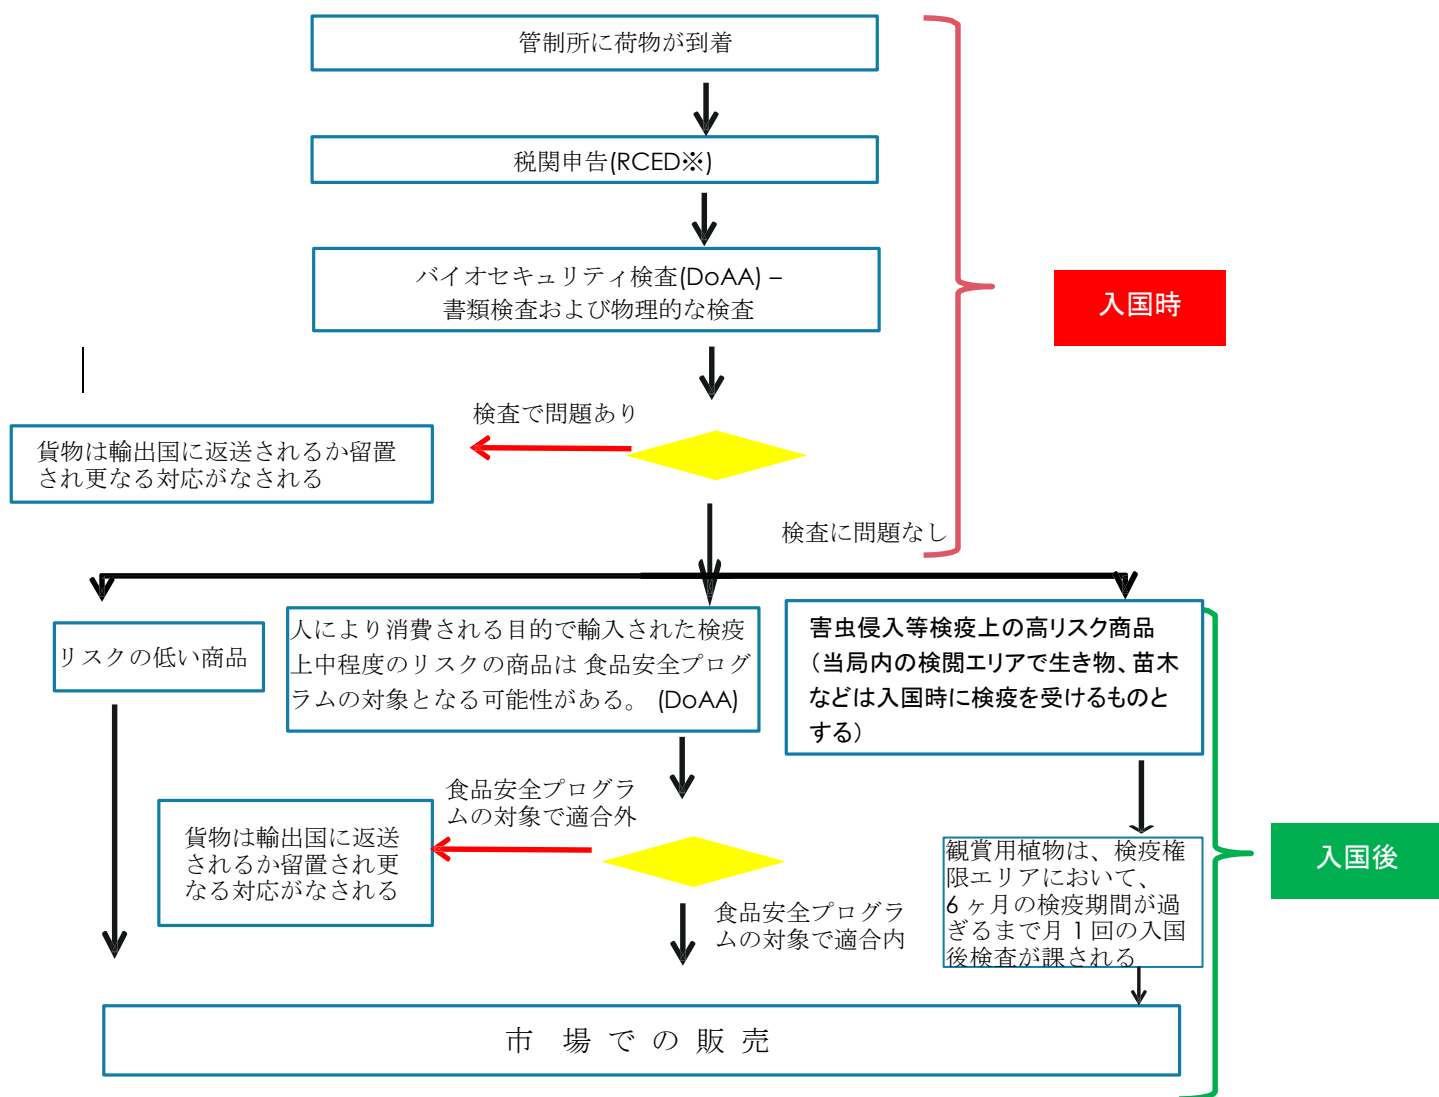 管制所に荷物が到着
税関申告(RCED※)
バイオセキュリティ検査(DoAA) –
書類検査および物理的な検査
入国時
検査で問題あり
貨物は輸出国に返送されるか留置
され更なる対応がなされる
検査に問題なし
リスクの低い商品
人により消費される目的で輸入された検疫
上中程度のリスクの商品は 食品安全プログ
ラムの対象となる可能性がある。 (DoAA)
害虫侵入等検疫上の高リスク商品
（当局内の検閲エリアで生き物、苗木
などは入国時に検疫を受けるものと
する）
食品安全プログラ
ムの対象で適合外
貨物は輸出国に返送
されるか留置され更
なる対応がなされる
食品安全プログラ
ムの対象で適合内
観賞用植物は、検疫権
限エリアにおいて、
6 ヶ月の検疫期間が過
ぎるまで月 1 回の入国
後検査が課される
入国後
市 場 で の 販 売